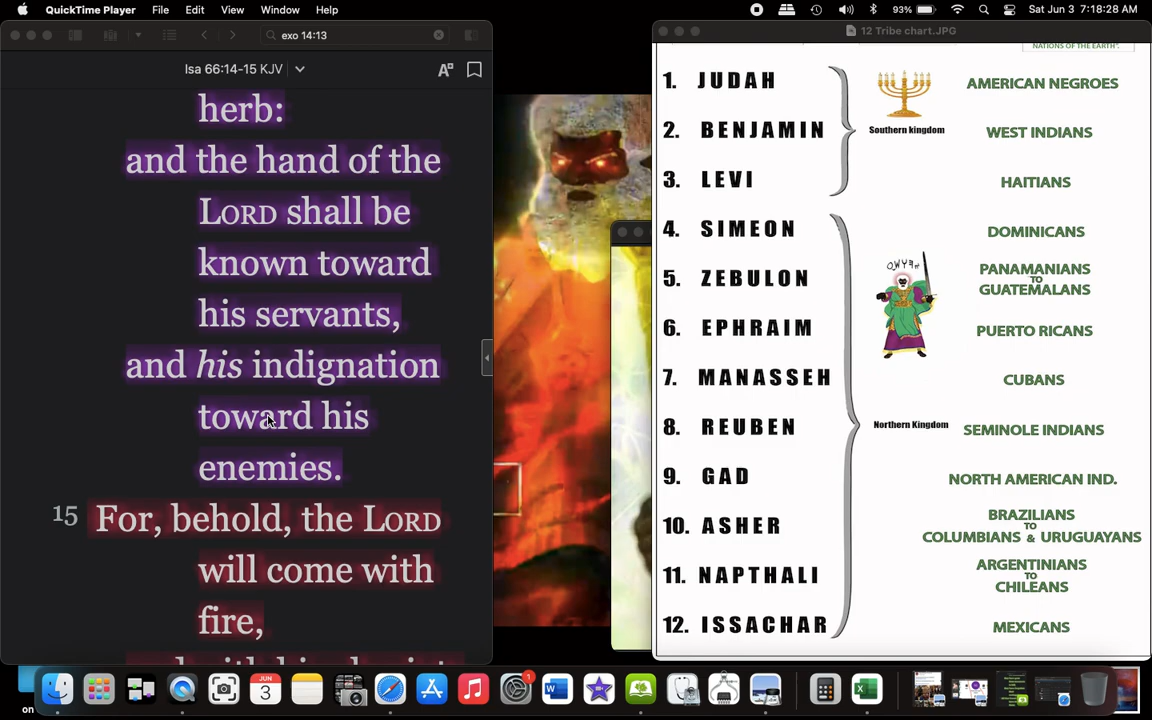 QuickTime Player File Edit View Window Help
93% Sat Jun 3 7:18:28 AM
exo 14:13
Isa 66:14-15 KJV
herb:
and the hand of the
LORD shall be
known toward
his servants,
and his indignation
toward his
enemies.
15 For, behold, the LORD
will come with
fire,
12 Tribe chart.JPG
NATIONS OF THE EARTH".
1. JUDAH
AMERICAN NEGROES
Southern kingdom
2. BENJAMIN
WEST INDIANS
3. LEVI
HAITIANS
4. SIMEON
DOMINICANS
5. ZEBULON
PANAMANIANS
TO
GUATEMALANS
6. EPHRAIM
PUERTO RICANS
7. MANASSEH
CUBANS
8. REUBEN
Northern Kingdom
SEMINOLE INDIANS
9. GAD
NORTH AMERICAN IND.
10. ASHER
BRAZILIANS
TO
COLUMBIANS & URUGUAYANS
11. NAPTHALI
ARGENTINIANS
TO
CHILEANS
12. ISSACHAR
MEXICANS
on
JUN
3
1